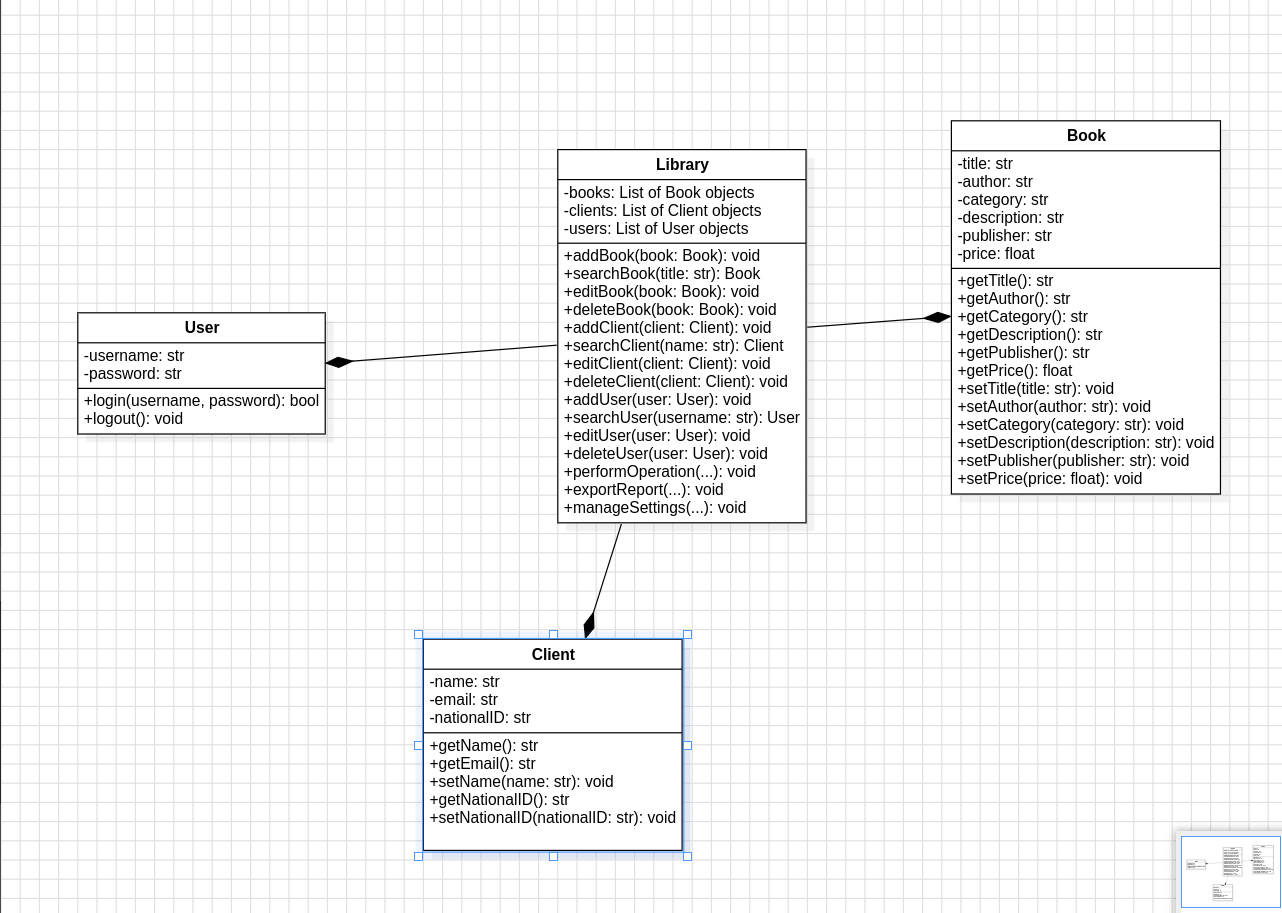 User
-username: str
-password: str
+login(username, password): bool
+logout(): void
Library
-books: List of Book objects
-clients: List of Client objects
-users: List of User objects
+addBook(book: Book): void
+searchBook(title: str): Book
+editBook(book: Book): void
+deleteBook(book: Book): void
+addClient(client: Client): void
+searchClient(name: str): Client
+editClient(client: Client): void
+deleteClient(client: Client): void
+addUser(user: User): void
+searchUser(username: str): User
+editUser(user: User): void
+deleteUser(user: User): void
+performOperation(...): void
+exportReport(...): void
+manageSettings(...): void
Book
-title: str
-author: str
-category: str
-description: str
-publisher: str
-price: float
+getTitle(): str
+getAuthor(): str
+getCategory(): str
+getDescription(): str
+getPublisher(): str
+getPrice(): float
+setTitle(title: str): void
+setAuthor(author: str): void
+setCategory(category: str): void
+setDescription(description: str): void
+setPublisher(publisher: str): void
+setPrice(price: float): void
Client
-name: str
-email: str
-nationalID: str
+getName(): str
+getEmail(): str
+setName(name: str): void
+getNationalID(): str
+setNationalID(nationalID: str): void